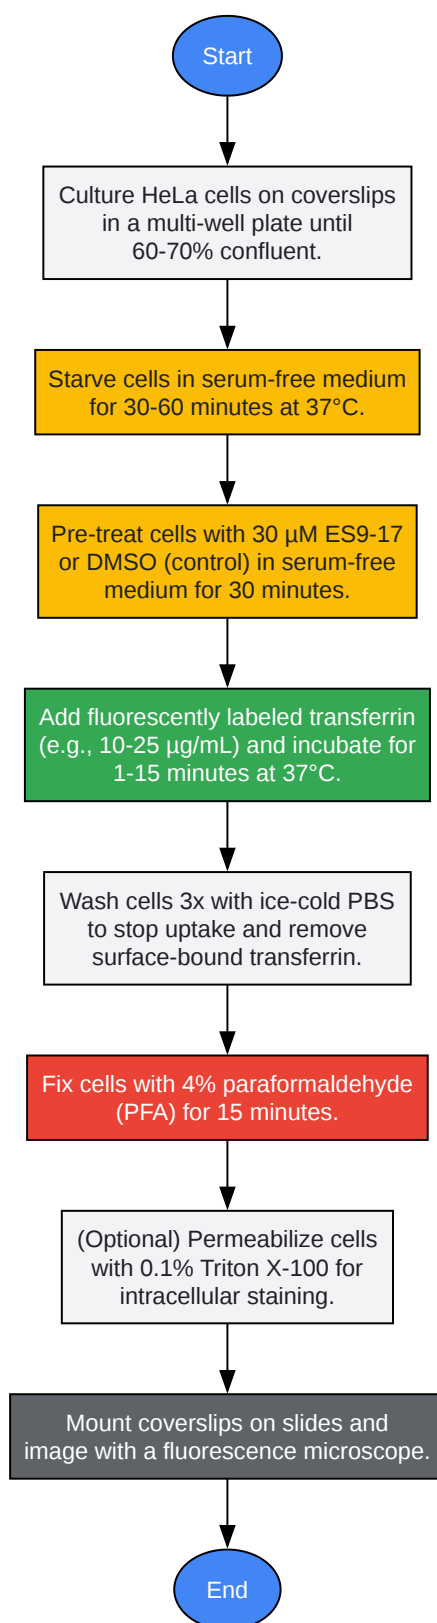 Start
Culture HeLa cells on coverslips
in a multi-well plate until
60-70% confluent.
Starve cells in serum-free medium
for 30-60 minutes at 37°C.
Pre-treat cells with 30 µM ES9-17
or DMSO (control) in serum-free
medium for 30 minutes.
Add fluorescently labeled transferrin
(e.g., 10-25 µg/mL) and incubate for
1-15 minutes at 37°C.
Wash cells 3x with ice-cold PBS
to stop uptake and remove
surface-bound transferrin.
Fix cells with 4% paraformaldehyde
(PFA) for 15 minutes.
(Optional) Permeabilize cells
with 0.1% Triton X-100 for
intracellular staining.
Mount coverslips on slides and
image with a fluorescence microscope.
End